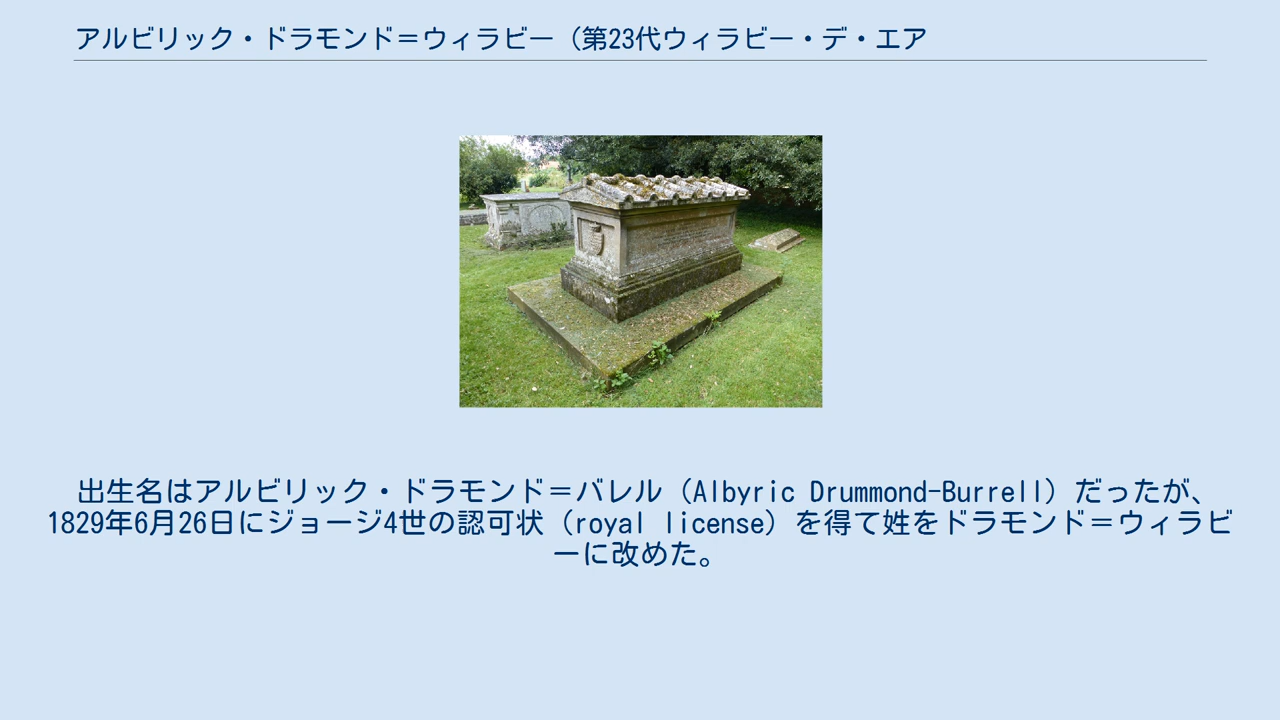 アルビリック・ドラモンド＝ウィラビー（第23代ウィラビー・デ・エア
出生名はアルビリック・ドラモンド＝バレル（Albyric Drummond-Burrell）だったが、
1829年6月26日にジョージ4世の認可状（royal license）を得て姓をドラモンド＝ウィラビ
ーに改めた。